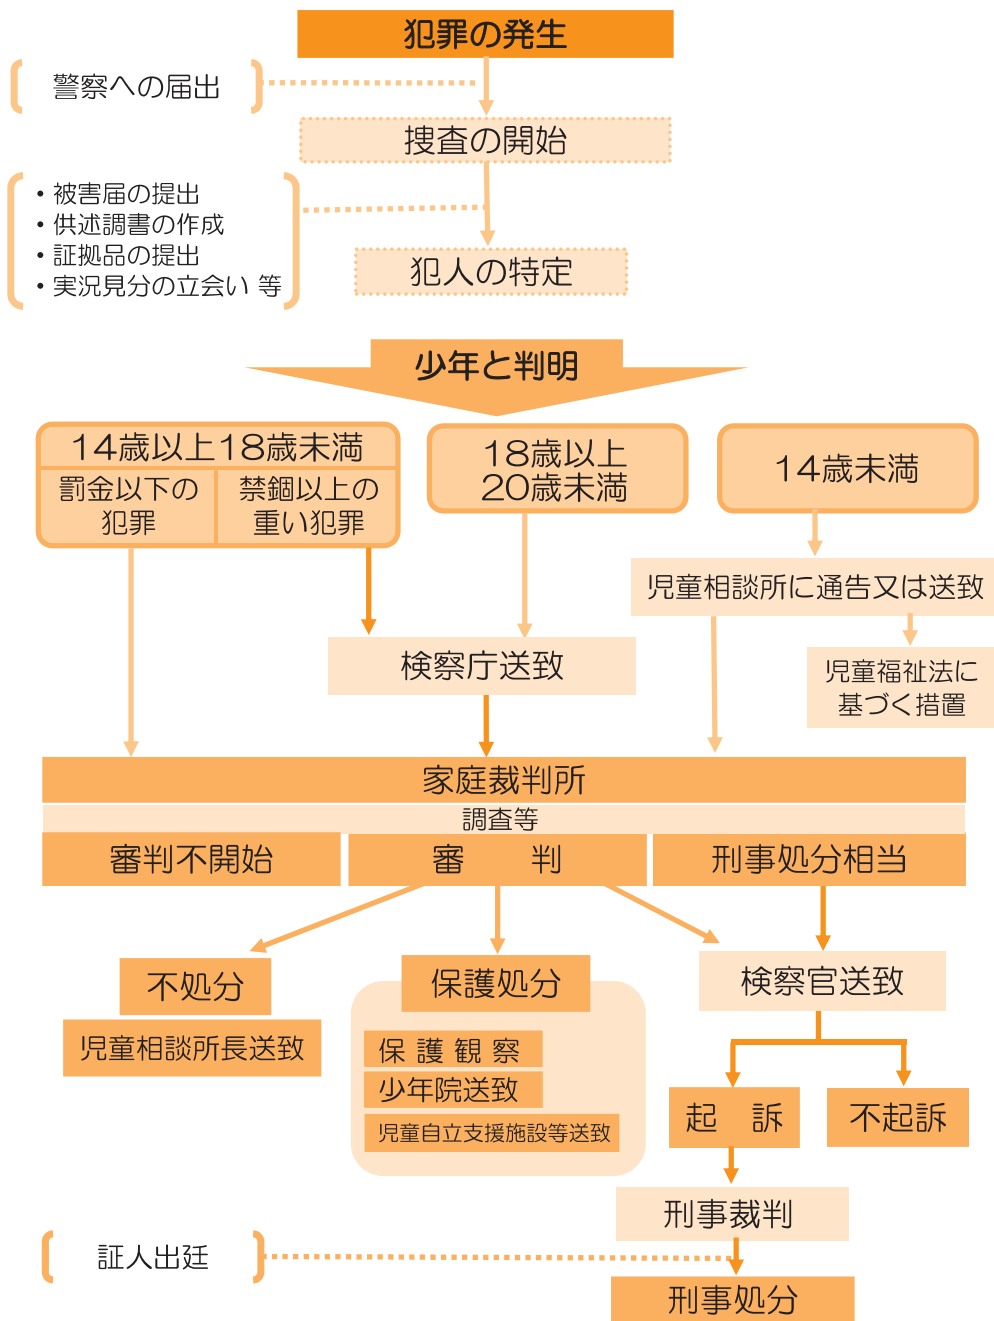 犯罪の発生
警察への届出
捜査の開始
・被害届の提出
・供述調書の作成
・証拠品の提出
・実況見分の立会い 等
犯人の特定
少年と判明
14歳以上18歳未満
罰金以下の
犯罪
禁錮以上の
重い犯罪
18歳以上
20歳未満
14歳未満
児童相談所に通告又は送致
児童福祉法に
基づく措置
検察庁送致
家庭裁判所
調査等
審判不開始
審　判
刑事処分相当
不処分
児童相談所長送致
保護処分
保 護 観 察
少年院送致
児童自立支援施設等送致
検察官送致
起　訴
不起訴
刑事裁判
証人出廷
刑事処分